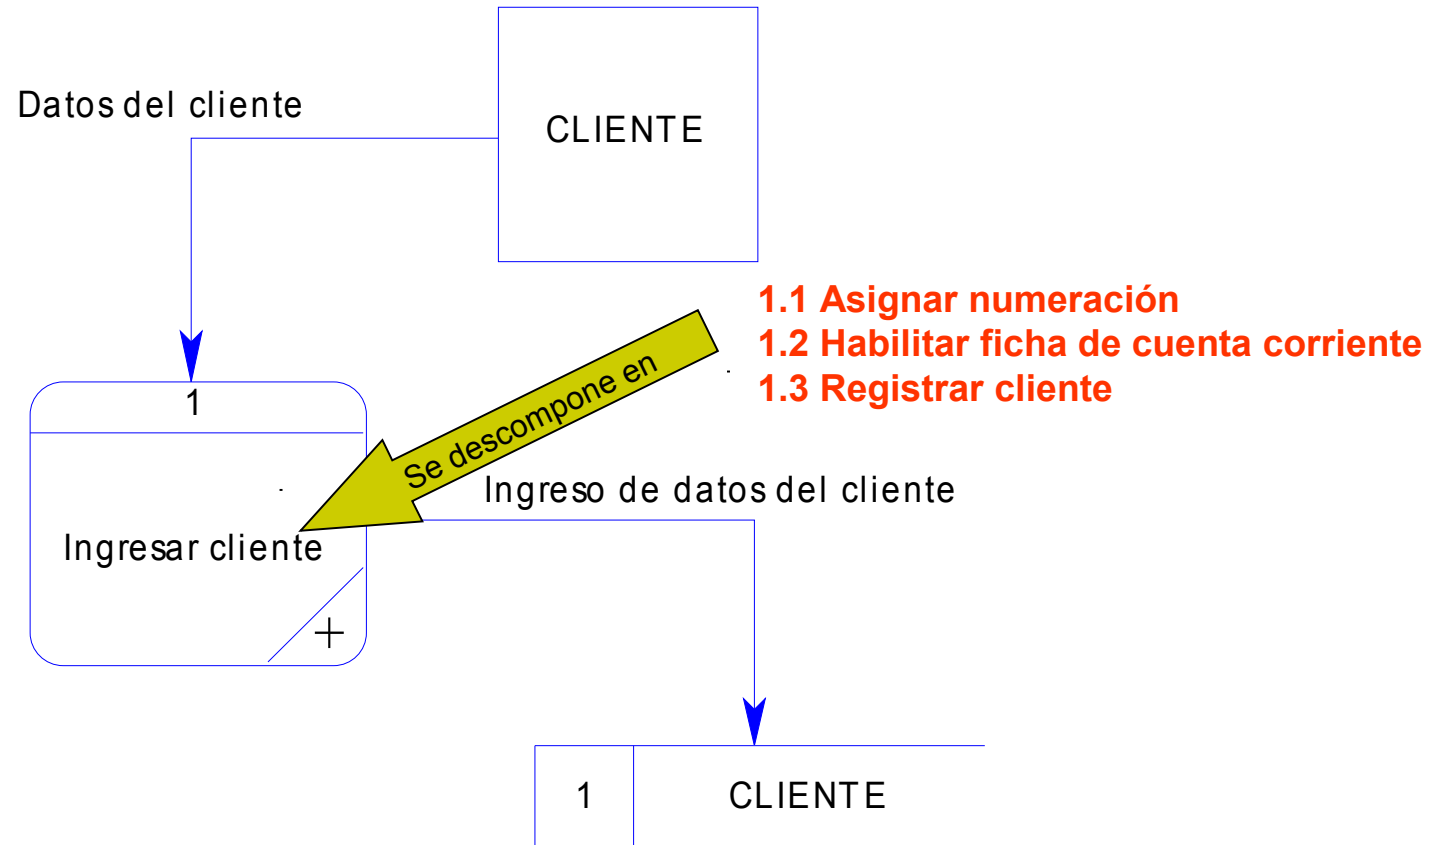 CLIENTE
Datos del cliente
1.1 Asignar numeración
1.2 Habilitar ficha de cuenta corriente
1.3 Registrar cliente
1
Se descompone en
Ingreso de datos del cliente
Ingresar cliente
+
1
CLIENTE